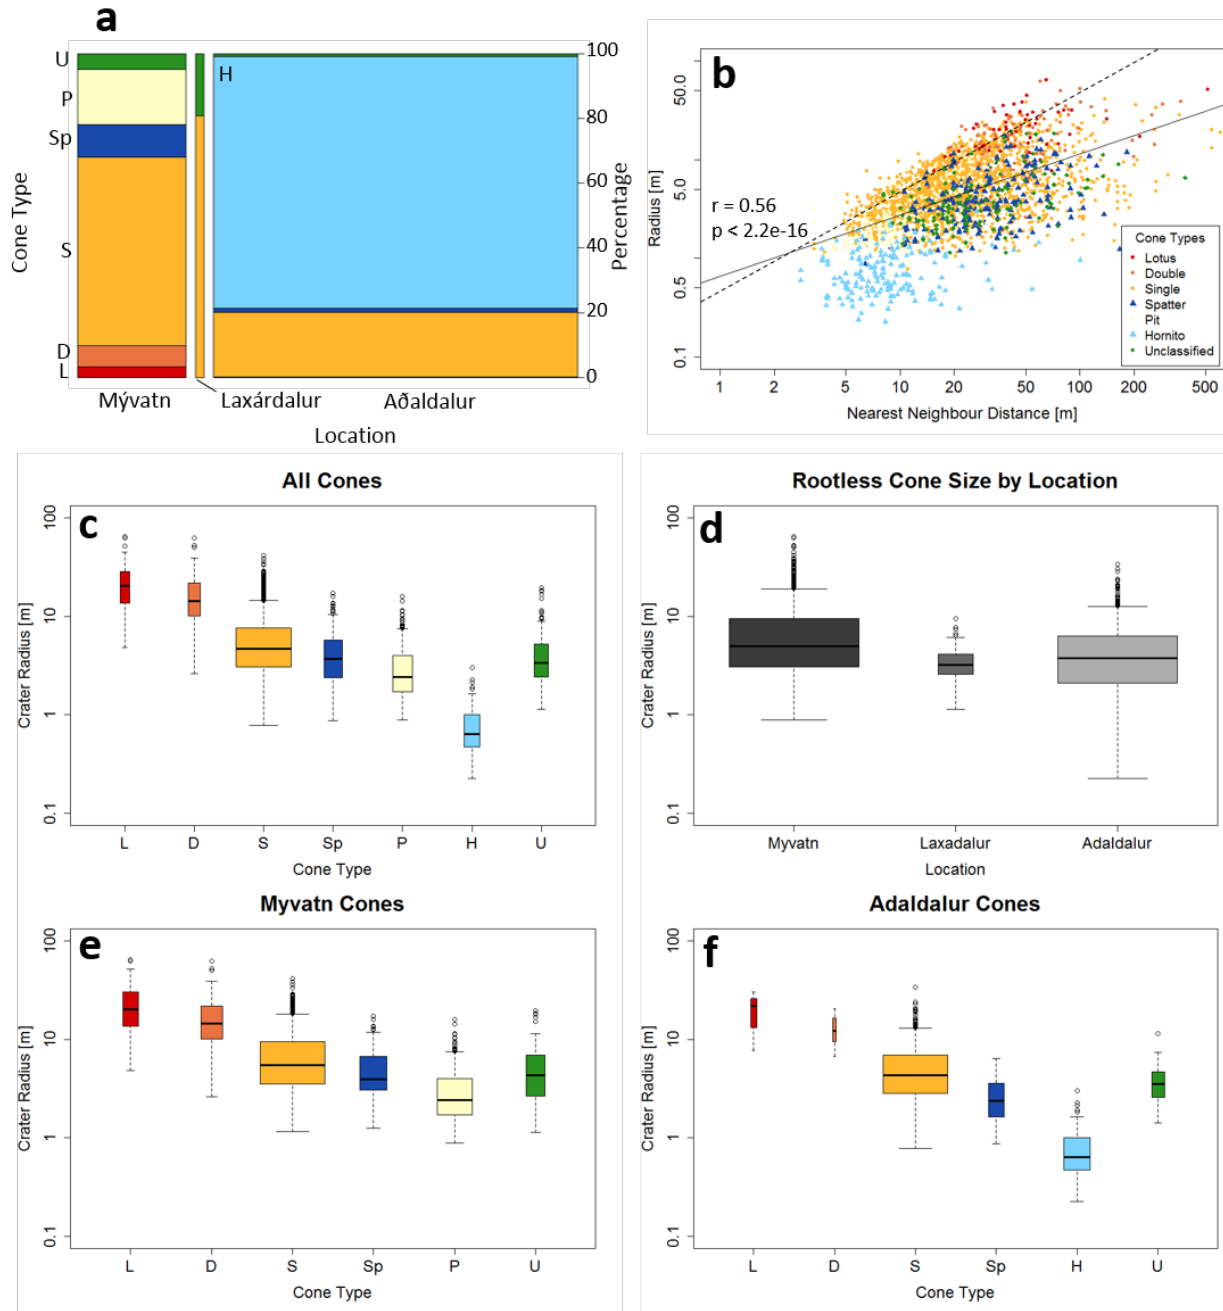 a
U
P
Sp
S
D
L
H
Cone Type
100
80
60
40
20
0
Percentage
Mývatn
Laxárdalur
Aðaldalur
Location
b
50.0
5.0
0.5
0.1
Radius [m]
r = 0.56
p < 2.2e-16
Cone Types
Lotus
Double
Single
Spatter
Pit
Hornito
Unclassified
1 2 5 10 20 50 100 200 500
Nearest Neighbour Distance [m]
All Cones
c
100
10
1
0.1
Crater Radius [m]
L D S Sp P H U
Cone Type
Rootless Cone Size by Location
d
100
10
1
0.1
Crater Radius [m]
Myvatn Laxadalur Adaldalur
Location
Myvatn Cones
e
100
10
1
0.1
Crater Radius [m]
L D S Sp P U
Cone Type
Adaldalur Cones
f
100
10
1
0.1
Crater Radius [m]
L D S Sp H U
Cone Type